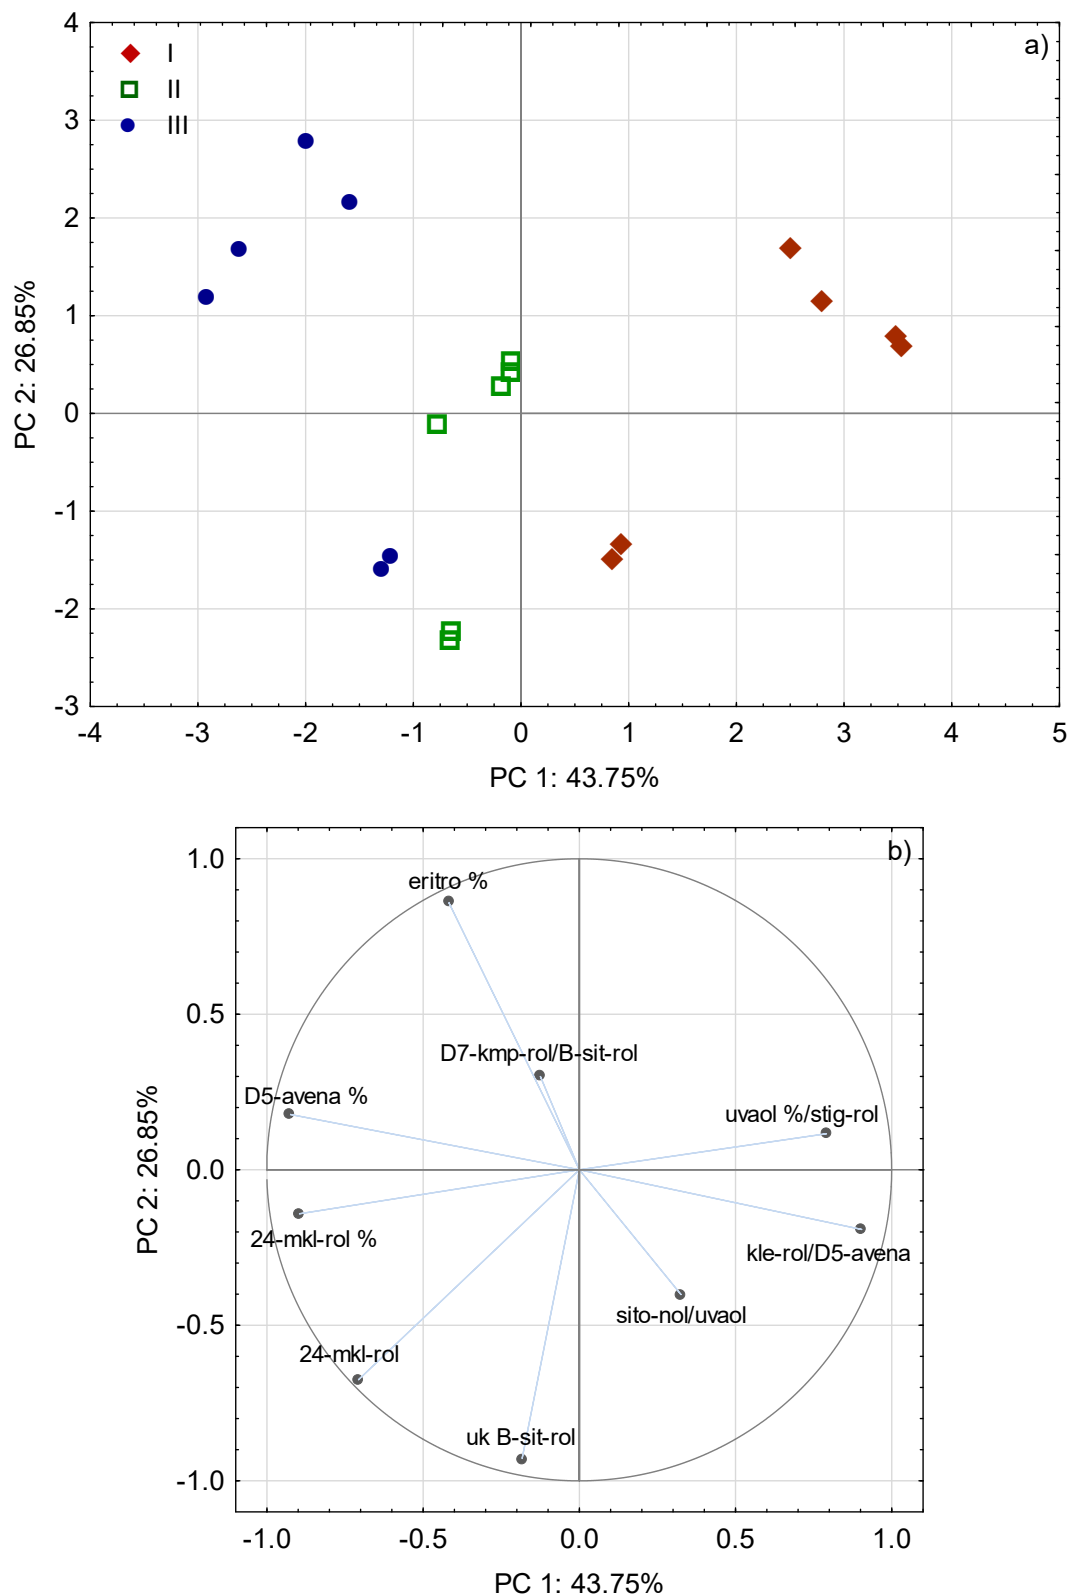 a)
I
II
III
4
3
2
1
0
-1
-2
-3
PC 2: 26.85%
-4 -3 -2 -1 0 1 2 3 4 5
PC 1: 43.75%
b)
1.0
0.5
0.0
-0.5
-1.0
PC 2: 26.85%
eritro %
D7-kmp-rol/B-sit-rol
D5-avena %
uvaol %/stig-rol
24-mkl-rol %
kle-rol/D5-avena
sito-nol/uvaol
24-mkl-rol
uk B-sit-rol
-1.0 -0.5 0.0 0.5 1.0
PC 1: 43.75%